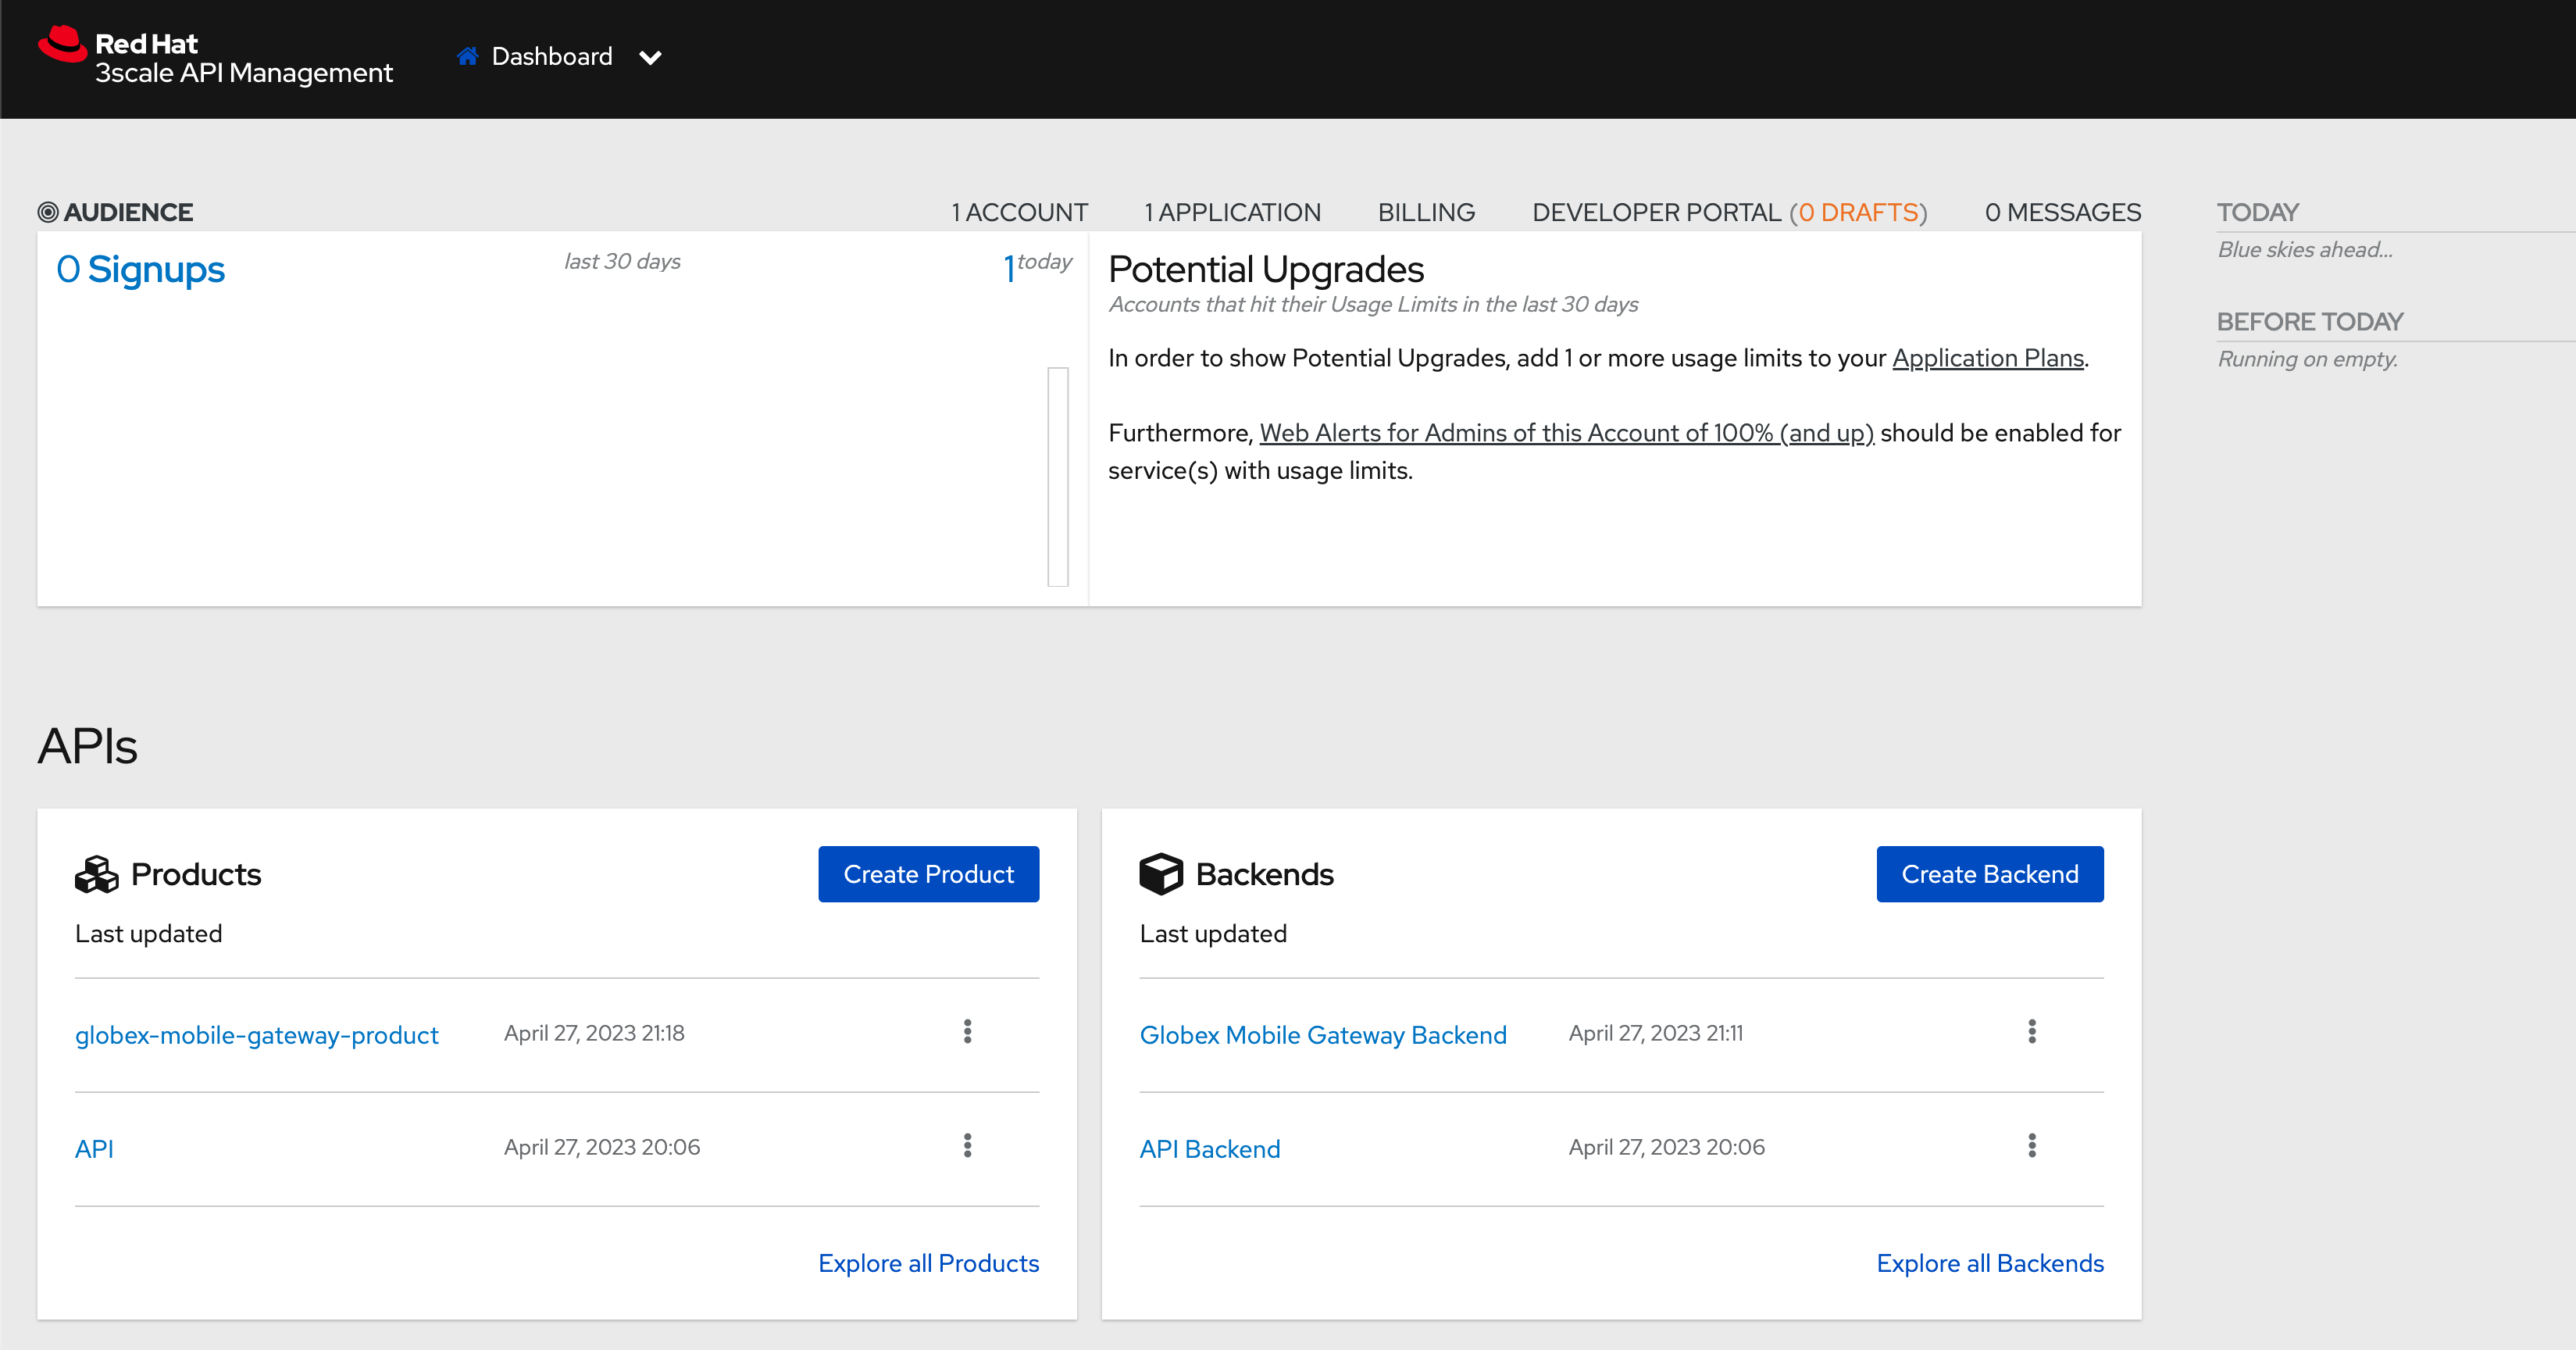 Red Hat
3scale API Management
Dashboard
AUDIENCE
1 ACCOUNT
1 APPLICATION
BILLING
DEVELOPER PORTAL (0 DRAFTS)
0 MESSAGES
0 Signups
last 30 days
1 today
Potential Upgrades
Accounts that hit their Usage Limits in the last 30 days
In order to show Potential Upgrades, add 1 or more usage limits to your Application Plans.
Furthermore, Web Alerts for Admins of this Account of 100% (and up) should be enabled for
service(s) with usage limits.
TODAY
Blue skies ahead...
BEFORE TODAY
Running on empty.
APIs
Products
Create Product
Last updated
globex-mobile-gateway-product
April 27, 2023 21:18
API
April 27, 2023 20:06
Explore all Products
Backends
Create Backend
Last updated
Globex Mobile Gateway Backend
April 27, 2023 21:11
API Backend
April 27, 2023 20:06
Explore all Backends